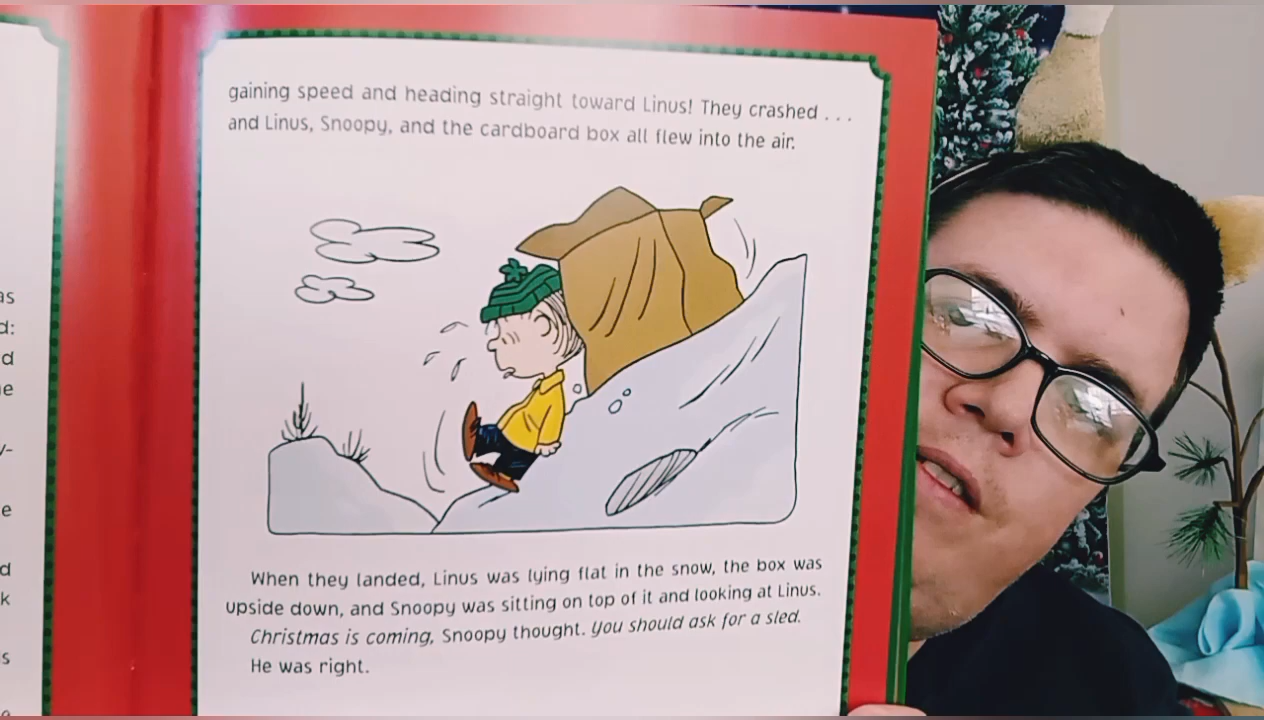 as
d:
d
e
y-
e
d
k
s
gaining speed and heading straight toward Linus! They crashed . . .
and Linus, Snoopy, and the cardboard box all flew into the air.
When they landed, Linus was lying flat in the snow, the box was
upside down, and Snoopy was sitting on top of it and looking at Linus.
Christmas is coming, Snoopy thought. You should ask for a sled.
He was right.